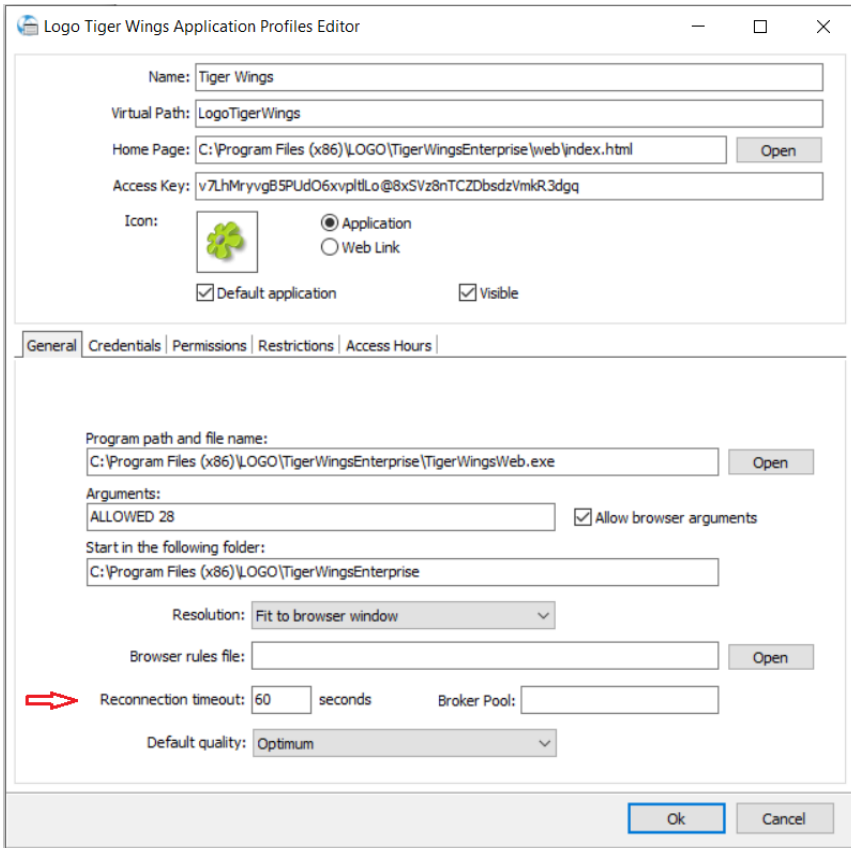 Logo Tiger Wings Application Profiles Editor
Name: Tiger Wings
Virtual Path: LogoTigerWings
Home Page: C:\Program Files (x86)\LOGO\TigerWingsEnterprise\web\index.html Open
Access Key: v7LhMryvgB5PUdO6xvpltlLo@8xSVz8nTCZDbsdzVmkR3dgq
Icon: Application
Web Link
Default application Visible
General Credentials Permissions Restrictions Access Hours
Program path and file name:
C:\Program Files (x86)\LOGO\TigerWingsEnterprise\TigerWingsWeb.exe Open
Arguments:
ALLOWED 28 Allow browser arguments
Start in the following folder:
C:\Program Files (x86)\LOGO\TigerWingsEnterprise
Resolution: Fit to browser window
Browser rules file: Open
Reconnection timeout: 60 seconds Broker Pool:
Default quality: Optimum
Ok Cancel